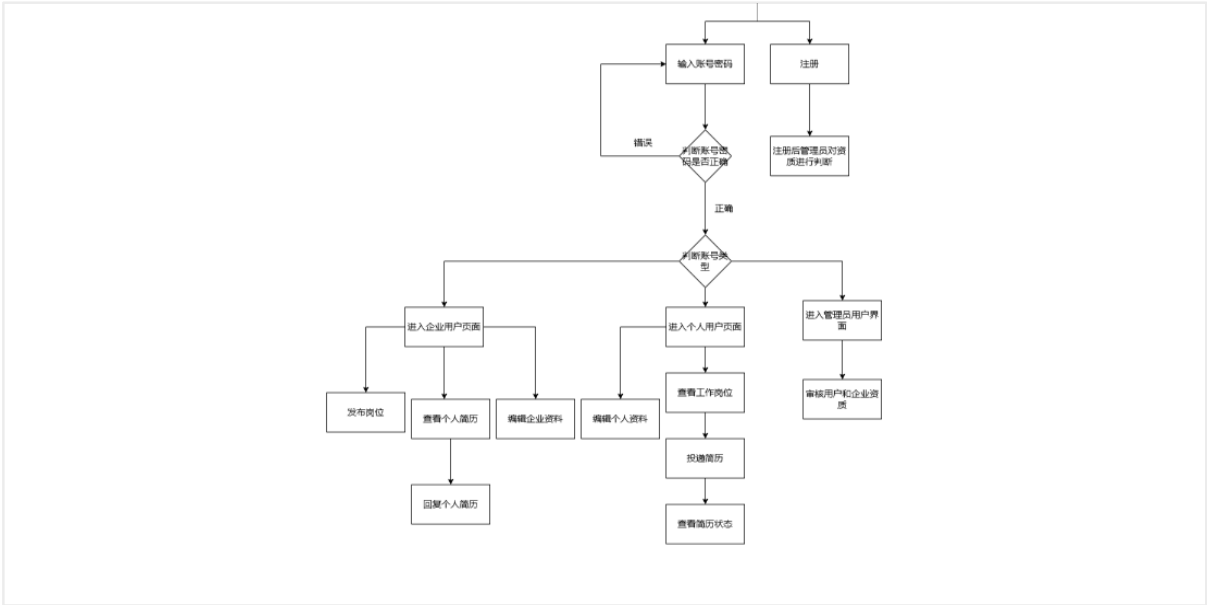 输入账号密码
注册
错误
判断账号密
码是否正确
注册后管理员对资
质进行判断
正确
判断账号类
型
进入企业用户页面
进入个人用户页面
进入管理员用户界
面
发布岗位
查看个人简历
编辑企业资料
编辑个人资料
查看工作岗位
审核用户和企业资
质
投递简历
回复个人简历
查看简历状态